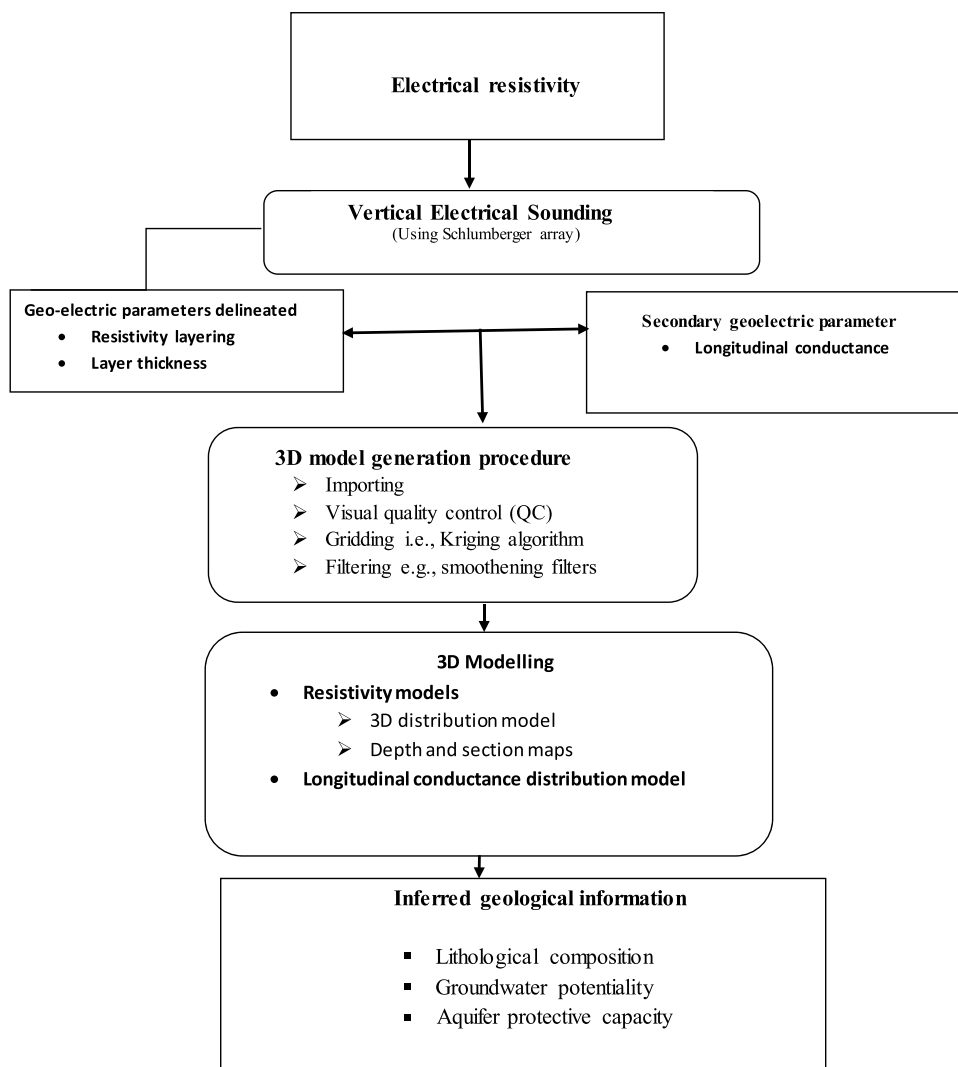 Electrical resistivity
Vertical Electrical Sounding
(Using Schlumberger array)
Geo-electric parameters delineated
• Resistivity layering
• Layer thickness
Secondary geoelectric parameter
• Longitudinal conductance
3D model generation procedure
➢ Importing
➢ Visual quality control (QC)
➢ Gridding i.e., Kriging algorithm
➢ Filtering e.g., smoothening filters
3D Modelling
• Resistivity models
➢ 3D distribution model
➢ Depth and section maps
• Longitudinal conductance distribution model
Inferred geological information
▪ Lithological composition
▪ Groundwater potentiality
▪ Aquifer protective capacity